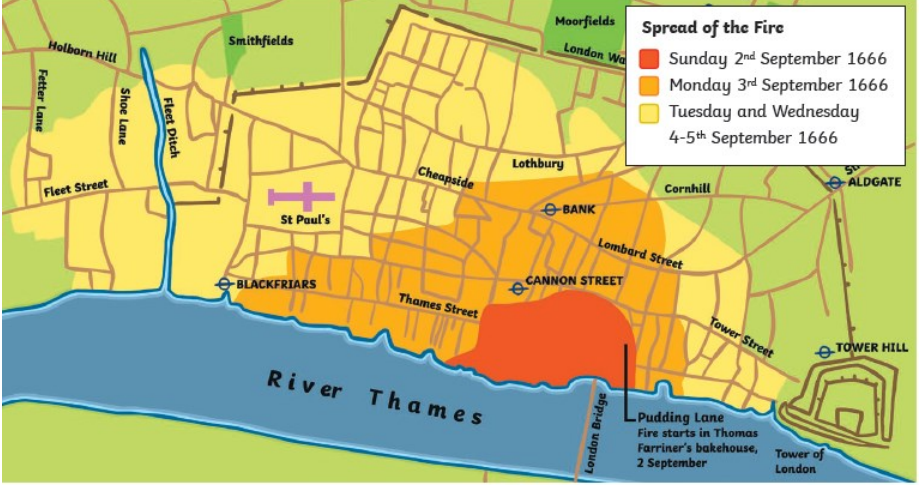 Spread of the Fire
Sunday 2nd September 1666
Monday 3rd September 1666
Tuesday and Wednesday
4-5th September 1666
Moorfields
Smithfields
Holborn Hill
London Wa
Fetter Lane
Shoe Lane
Fleet Ditch
Lothbury
Cheapside
St
ALDGATE
Fleet Street
Cornhill
St Paul's
BANK
Lombard Street
BLACKFRIARS
CANNON STREET
Thames Street
Tower Street
TOWER HILL
River Thames
London Bridge
Pudding Lane
Fire starts in Thomas
Farriner's bakehouse,
2 September
Tower of
London